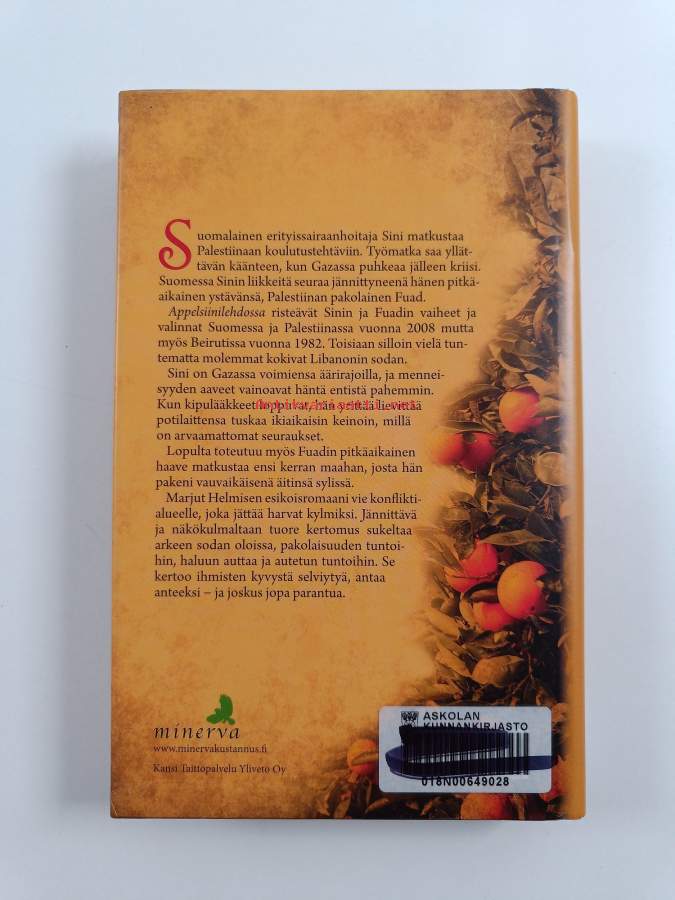 Suomalainen erityissairaanhoitaja Sini matkustaa
Palestiinaan koulutustehtäviin. Työmatka saa yllät-
tävän käänteen, kun Gazassa puhkeaa jälleen kriisi.
Suomessa Sinin liikkeitä seuraa jännittyneenä hänen pitkä-
aikainen ystävänsä, Palestiinan pakolainen Fuad.
Appelsiinilehdossa risteävät Sinin ja Fuadin vaiheet ja
valinnat Suomessa ja Palestiinassa vuonna 2008 mutta
myös Beirutissa vuonna 1982. Toisiaan silloin vielä tun-
tematta molemmat kokivat Libanonin sodan.
Sini on Gazassa voimiensa äärirajoilla, ja mennei-
syyden aaveet vainoavat häntä entistä pahemmin.
Kun kipulääkkeet loppuvat, hän yrittää lievittää
potilaittensa tuskaa ikiaikaisin keinoin, millä
on arvaamattomat seuraukset.
Lopulta toteutuu myös Fuadin pitkäaikainen
haave matkustaa ensi kerran maahan, josta hän
pakeni vauvaikäisenä äitinsä sylissä.
Marjut Helmisen esikoisromaani vie konflikti-
alueelle, joka jättää harvat kylmiksi. Jännittävä
ja näkökulmaltaan tuore kertomus sukeltaa
arkeen sodan oloissa, pakolaisuuden tuntoi-
hin, haluun auttaa ja autetun tuntoihin. Se
kertoo ihmisten kyvystä selviytyä, antaa
anteeksi – ja joskus jopa parantua.
minerva
www.minervakustannus.fi
Kansi Taittopalvelu Yliveto Oy
ASKOLAN
KUNNANKIRJASTO
018N00649028